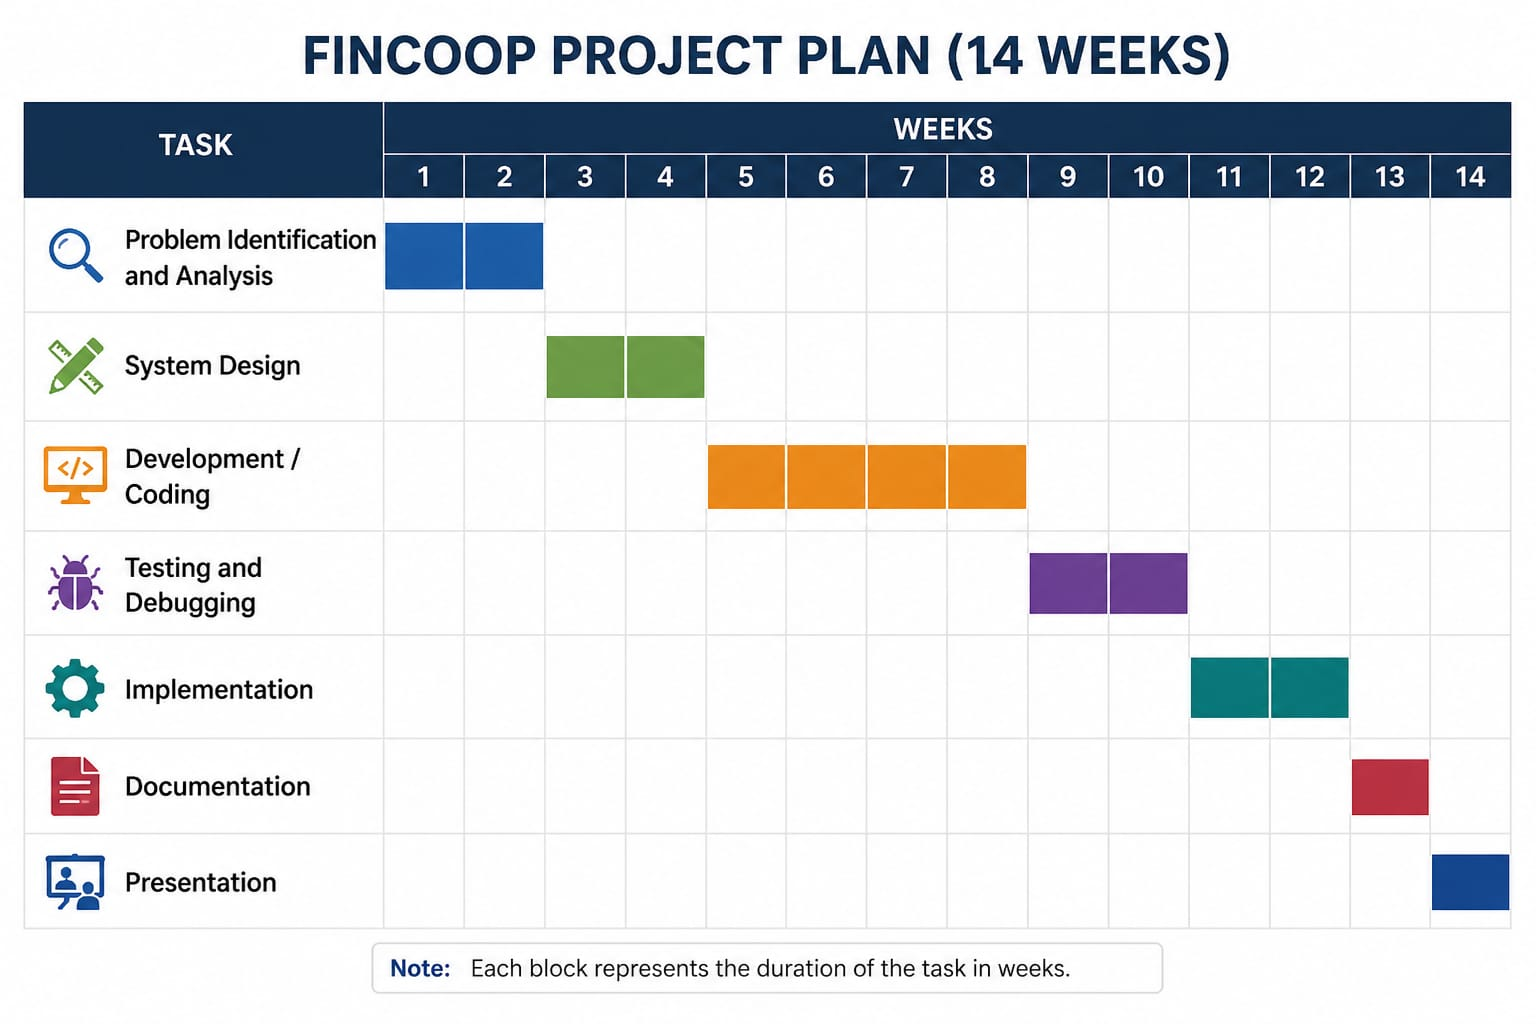 FINCOOP PROJECT PLAN (14 WEEKS)
TASK
WEEKS
1 2 3 4 5 6 7 8 9 10 11 12 13 14
Problem Identification
and Analysis
System Design
</>
Development /
Coding
Testing and
Debugging
Implementation
Documentation
Presentation
Note: Each block represents the duration of the task in weeks.